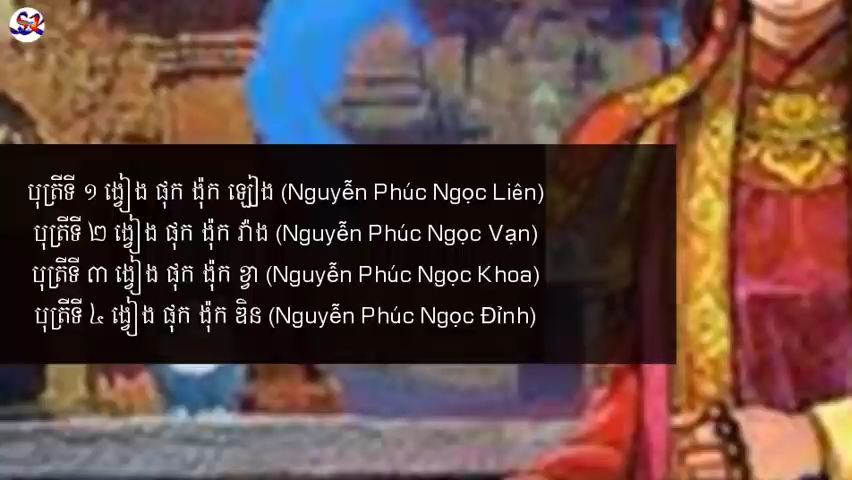 បុត្រីទី ១ ង្វៀង ផុក ង៉ុក ឡៀង (Nguyễn Phúc Ngọc Liên)
បុត្រីទី ២ ង្វៀង ផុក ង៉ុក វ៉ាង (Nguyễn Phúc Ngọc Vạn)
បុត្រីទី ៣ ង្វៀង ផុក ង៉ុក ខ្វា (Nguyễn Phúc Ngọc Khoa)
បុត្រីទី ៤ ង្វៀង ផុក ង៉ុក ឌិន (Nguyễn Phúc Ngọc Đỉnh)